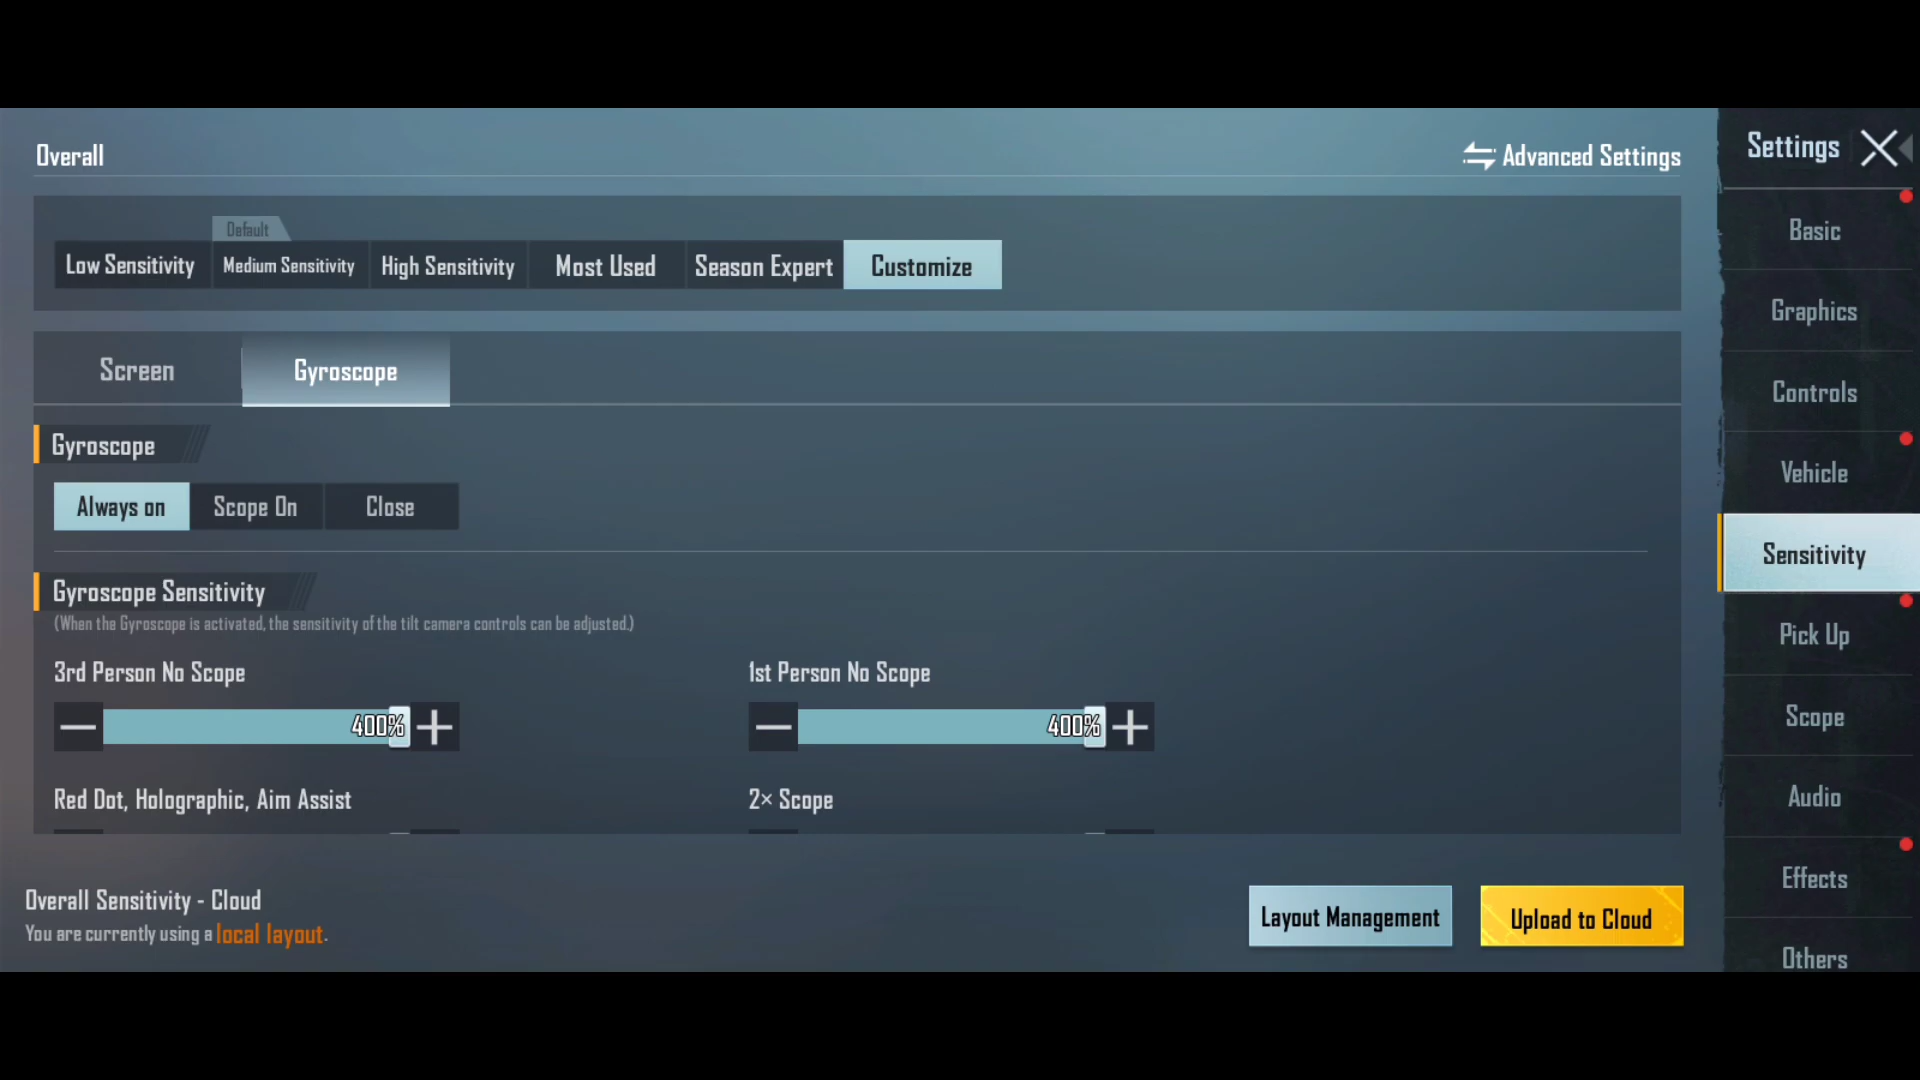 Overall
Advanced Settings
Default
Low Sensitivity
Medium Sensitivity
High Sensitivity
Most Used
Season Expert
Customize
Screen
Gyroscope
Gyroscope
Always on
Scope On
Close
Gyroscope Sensitivity
(When the Gyroscope is activated, the sensitivity of the tilt camera controls can be adjusted.)
3rd Person No Scope
1st Person No Scope
400%
400%
Red Dot, Holographic, Aim Assist
2× Scope
Overall Sensitivity - Cloud
You are currently using a local layout.
Layout Management
Upload to Cloud
Settings
Basic
Graphics
Controls
Vehicle
Sensitivity
Pick Up
Scope
Audio
Effects
Others